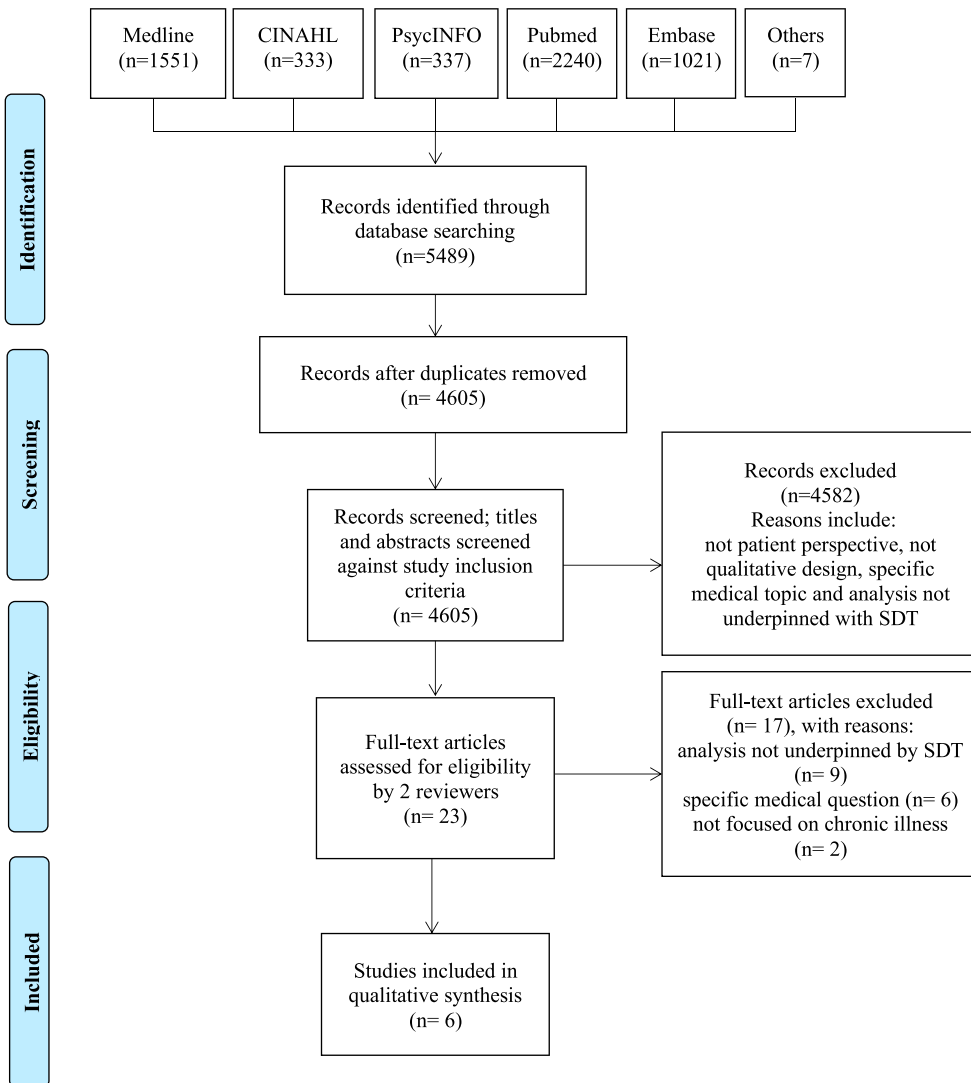 Medline
(n=1551)
CINAHL
(n=333)
PsycINFO
(n=337)
Pubmed
(n=2240)
Embase
(n=1021)
Others
(n=7)
Identification
Records identified through
database searching
(n=5489)
Screening
Records after duplicates removed
(n= 4605)
Records screened; titles
and abstracts screened
against study inclusion
criteria
(n= 4605)
Records excluded
(n=4582)
Reasons include:
not patient perspective, not
qualitative design, specific
medical topic and analysis not
underpinned with SDT
Eligibility
Full-text articles
assessed for eligibility
by 2 reviewers
(n= 23)
Full-text articles excluded
(n= 17), with reasons:
analysis not underpinned by SDT
(n= 9)
specific medical question (n= 6)
not focused on chronic illness
(n= 2)
Included
Studies included in
qualitative synthesis
(n= 6)